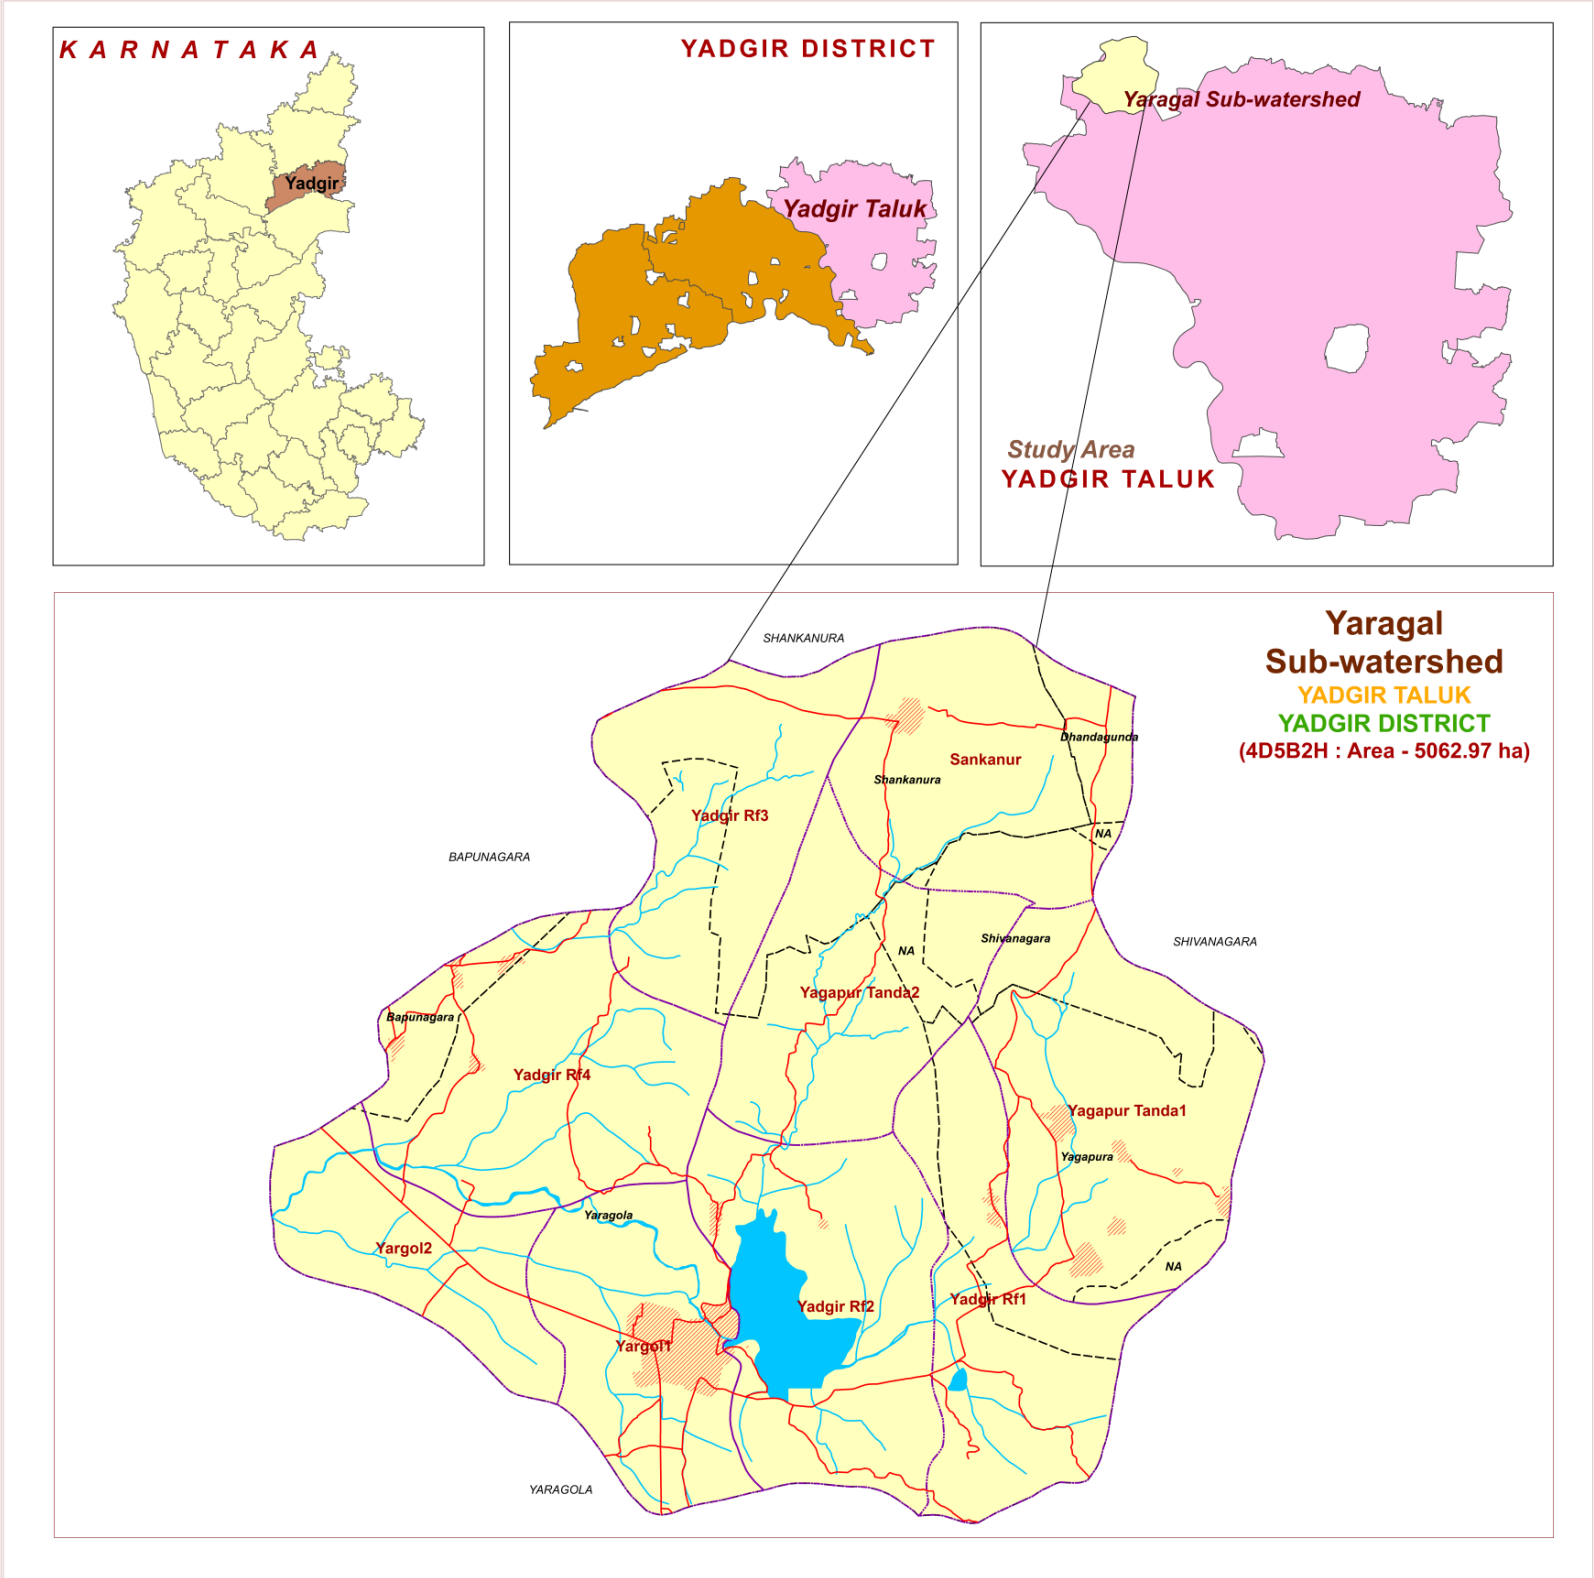 K A R N A T A K A
Yadgir
YADGIR DISTRICT
Yadgir Taluk
Yaragal Sub-watershed
Study Area
YADGIR TALUK
Yaragal
Sub-watershed
YADGIR TALUK
YADGIR DISTRICT
(4D5B2H : Area - 5062.97 ha)
SHANKANURA
Dhandagunda
Sankanur
Shankanura
Yadgir Rf3
NA
BAPUNAGARA
Shivanagara
SHIVANAGARA
NA
Yagapur Tanda2
Bapunagara
Yadgir Rf4
Yagapur Tanda1
Yagapura
Yaragola
Yargol2
NA
Yadgir Rf1
Yadgir Rf2
Yargol1
YARAGOLA